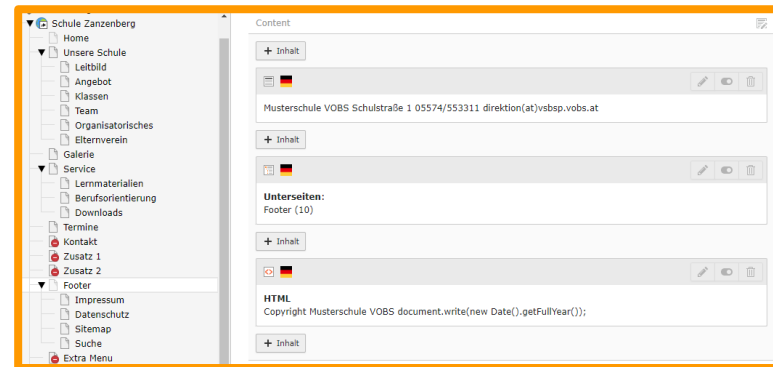 Schule Zanzenberg
Home
Unsere Schule
Leitbild
Angebot
Klassen
Team
Organisatorisches
Elternverein
Galerie
Service
Lernmaterialien
Berufsorientierung
Downloads
Termine
Kontakt
Zusatz 1
Zusatz 2
Footer
Impressum
Datenschutz
Sitemap
Suche
Extra Menu
Content
+ Inhalt
Musterschule VOBS Schulstraße 1 05574/553311 direktion(at)vsbsp.vobs.at
+ Inhalt
Unterseiten:
Footer (10)
+ Inhalt
HTML
Copyright Musterschule VOBS document.write(new Date().getFullYear());
+ Inhalt